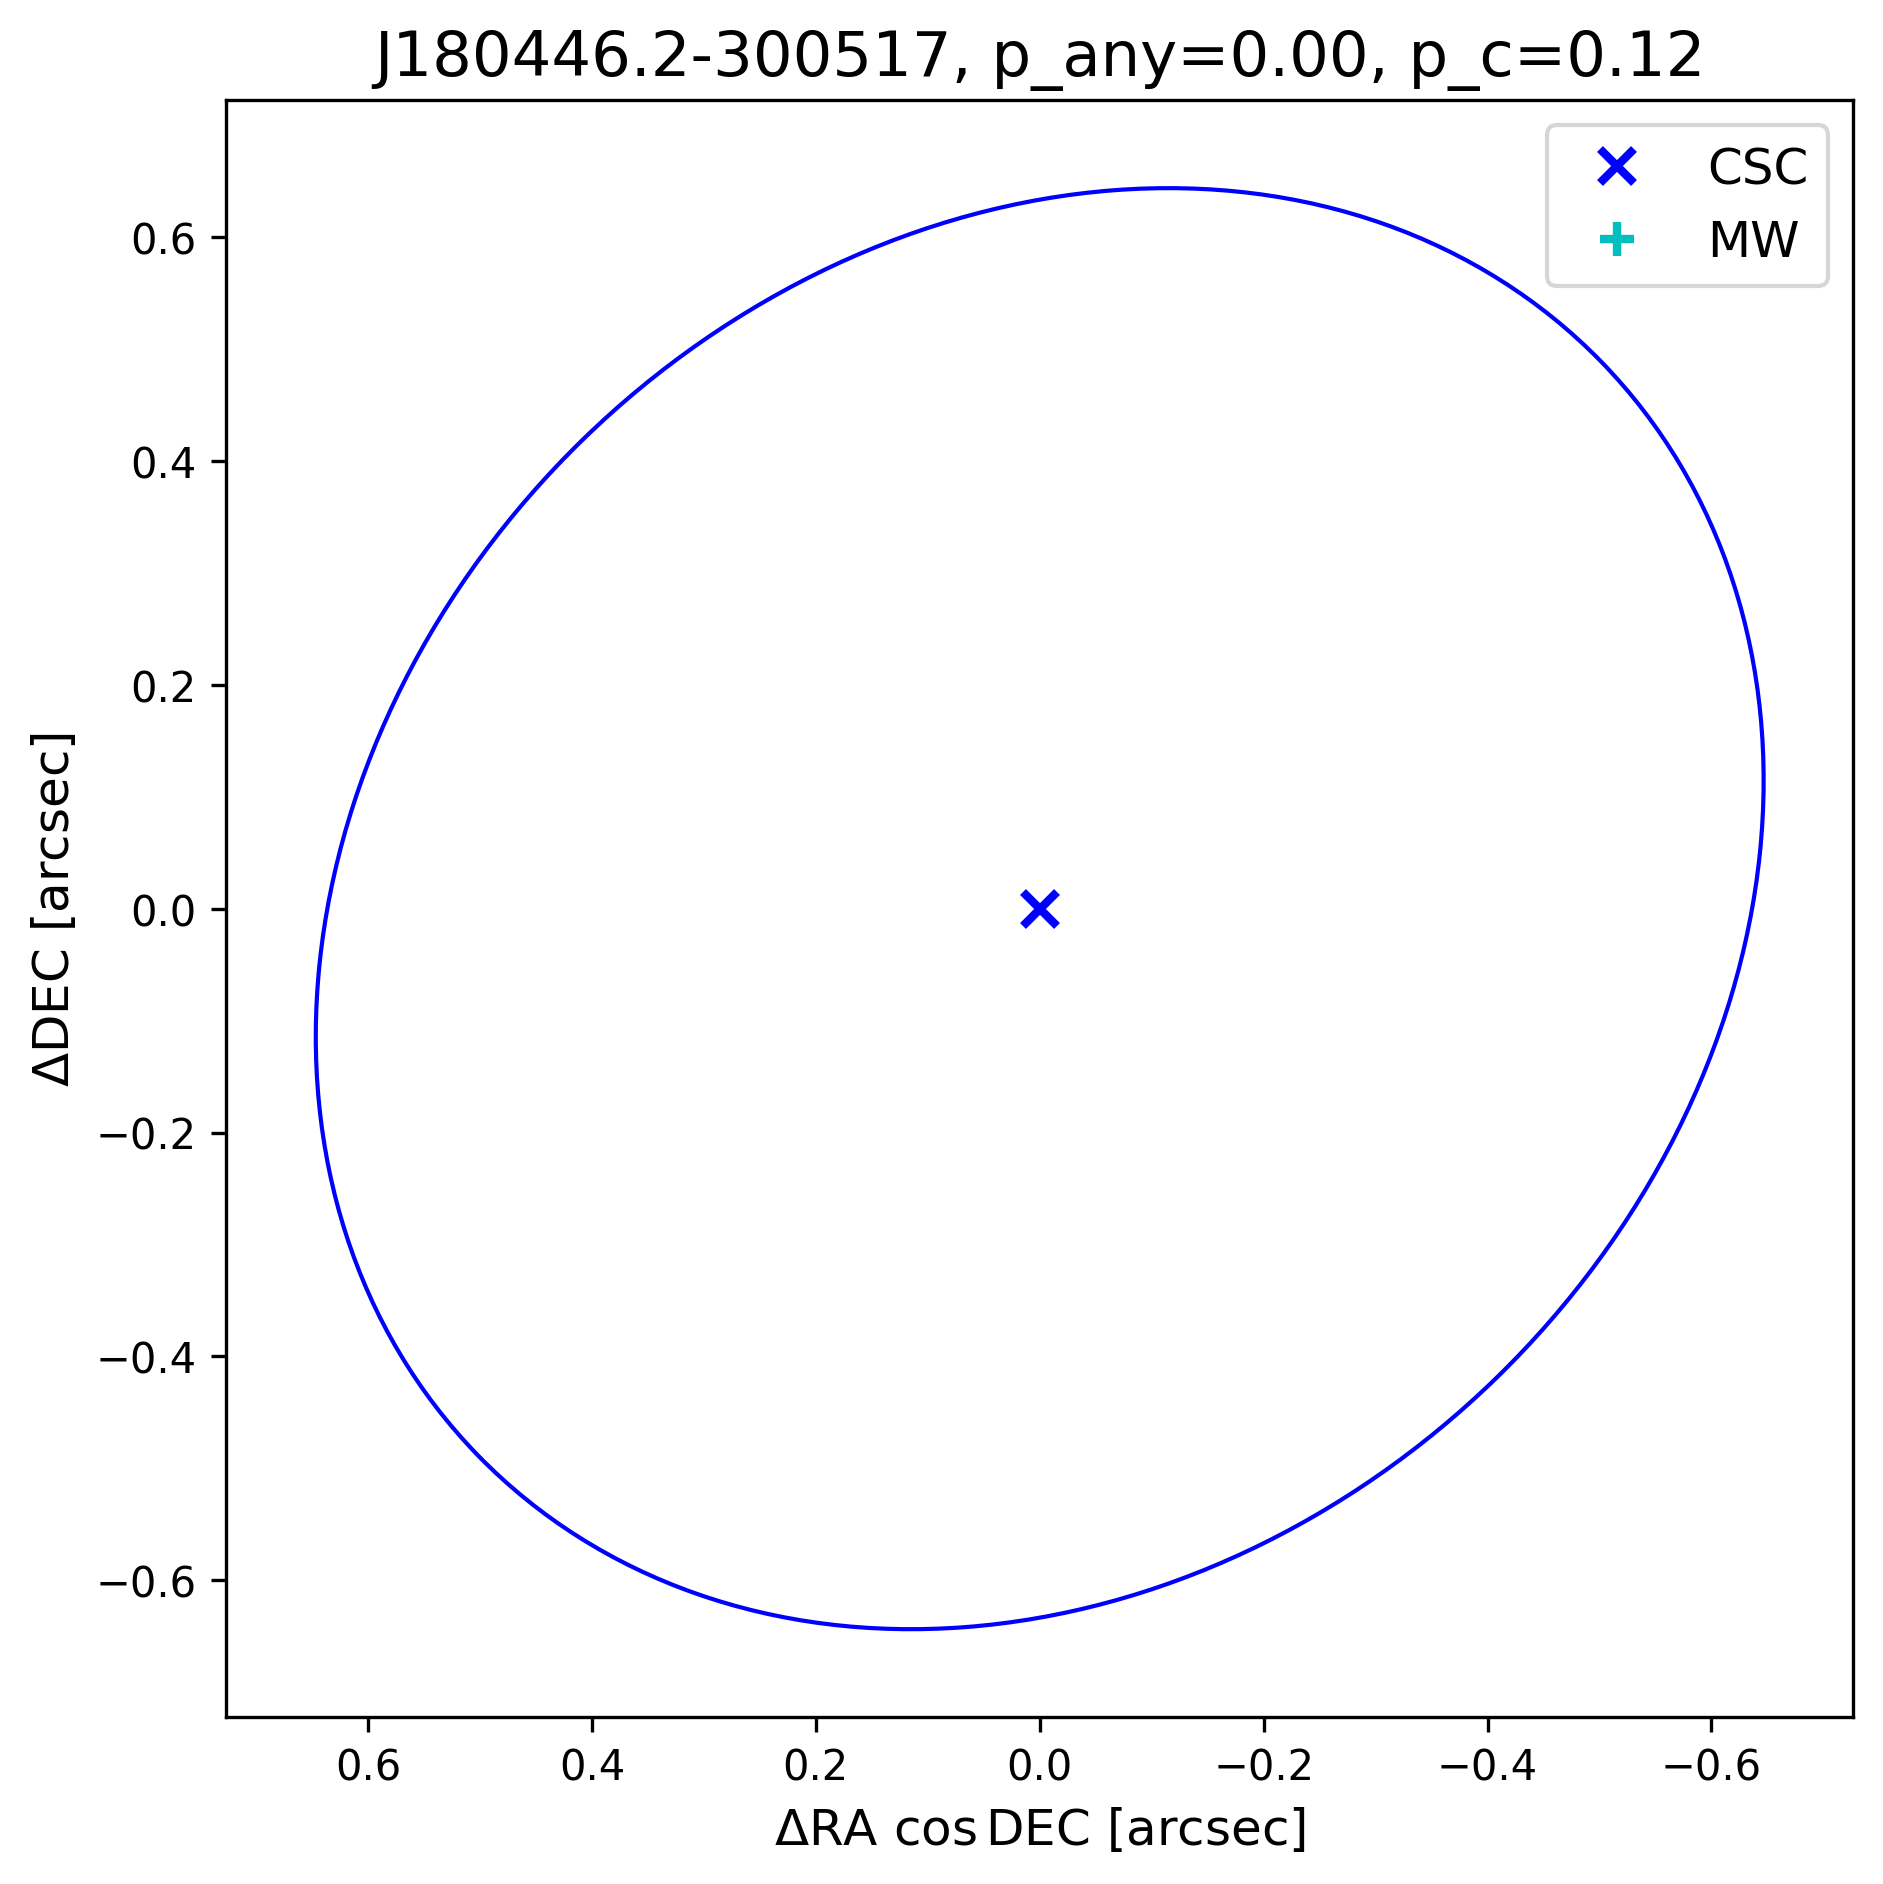 J180446.2-300517, p_any=0.00, p_c=0.12
CSC
MW
0.6
0.4
0.2
0.0
−0.2
−0.4
−0.6
ΔDEC [arcsec]
0.6 0.4 0.2 0.0 −0.2 −0.4 −0.6
ΔRA cos DEC [arcsec]